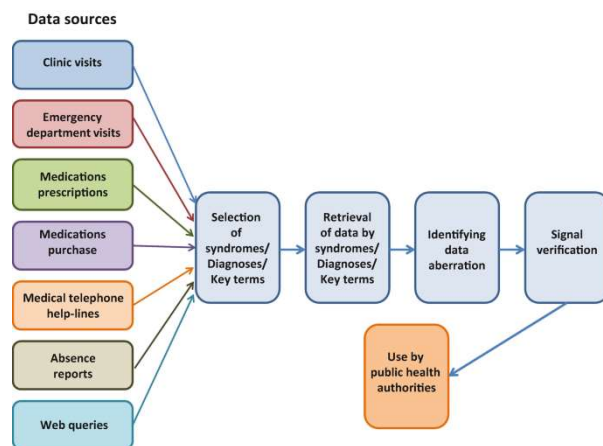 Data sources
Clinic visits
Emergency
department visits
Medications
prescriptions
Medications
purchase
Medical telephone
help-lines
Absence
reports
Web queries
Selection
of
syndromes/
Diagnoses/
Key terms
Retrieval
of data by
syndromes/
Diagnoses/
Key terms
Identifying
data
aberration
Signal
verification
Use by
public health
authorities